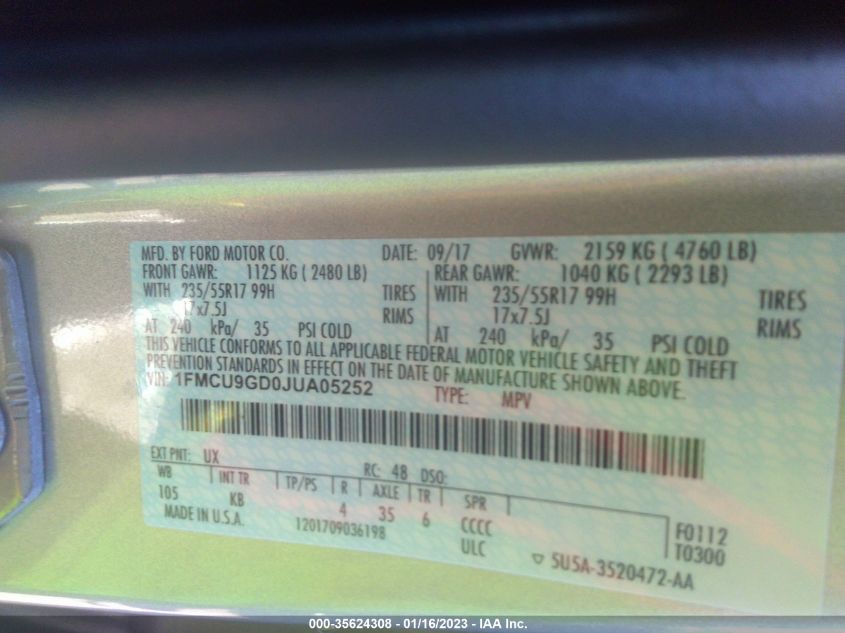 MFD. BY FORD MOTOR CO. DATE: 09/17 GVWR: 2159 KG ( 4760 LB)
FRONT GAWR: 1125 KG ( 2480 LB) REAR GAWR: 1040 KG ( 2293 LB)
WITH 235/55R17 99H TIRES WITH 235/55R17 99H TIRES
17x7.5J RIMS 17x7.5J RIMS
AT 240 kPa/ 35 PSI COLD AT 240 kPa/ 35 PSI COLD
THIS VEHICLE CONFORMS TO ALL APPLICABLE FEDERAL MOTOR VEHICLE SAFETY AND THEFT
PREVENTION STANDARDS IN EFFECT ON THE DATE OF MANUFACTURE SHOWN ABOVE.
VIN: 1FMCU9GD0JUA05252 TYPE: MPV
EXT PNT: UX RC: 48 DSO:
WB INT TR TP/PS R AXLE TR SPR
105 KB 4 35 6 CCCC F0112
MADE IN U.S.A. 1201709036198 ULC T0300
▽ 5U5A-3520472-AA
000-35624308 - 01/16/2023 - IAA Inc.